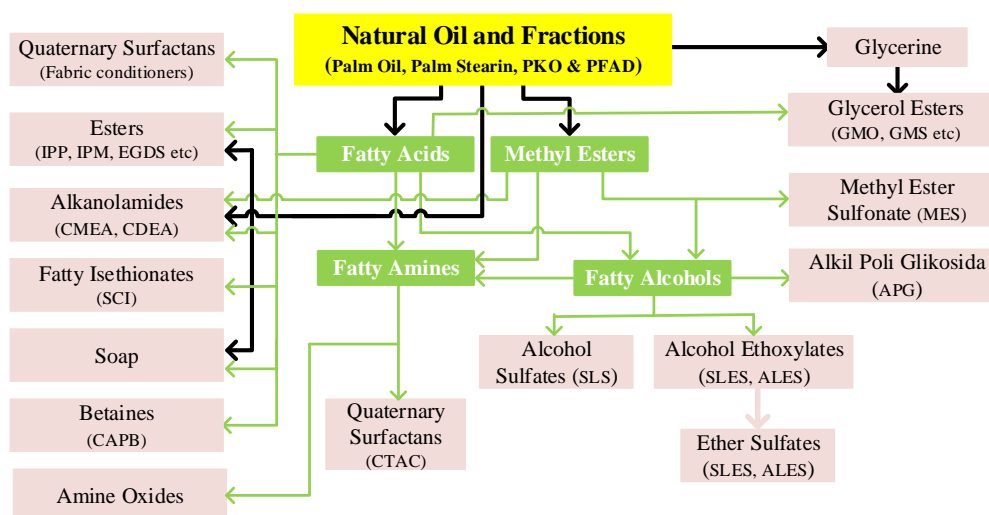 Natural Oil and Fractions
(Palm Oil, Palm Stearin, PKO & PFAD)
Quaternary Surfactans
(Fabric conditioners)
Glycerine
Esters
(IPP, IPM, EGDS etc)
Fatty Acids
Methyl Esters
Glycerol Esters
(GMO, GMS etc)
Alkanolamides
(CMEA, CDEA)
Methyl Ester
Sulfonate (MES)
Fatty Isethionates
(SCI)
Fatty Amines
Fatty Alcohols
Alkil Poli Glikosida
(APG)
Soap
Alcohol
Sulfates (SLS)
Alcohol Ethoxylates
(SLES, ALES)
Betaines
(CAPB)
Quaternary
Surfactans
(CTAC)
Ether Sulfates
(SLES, ALES)
Amine Oxides